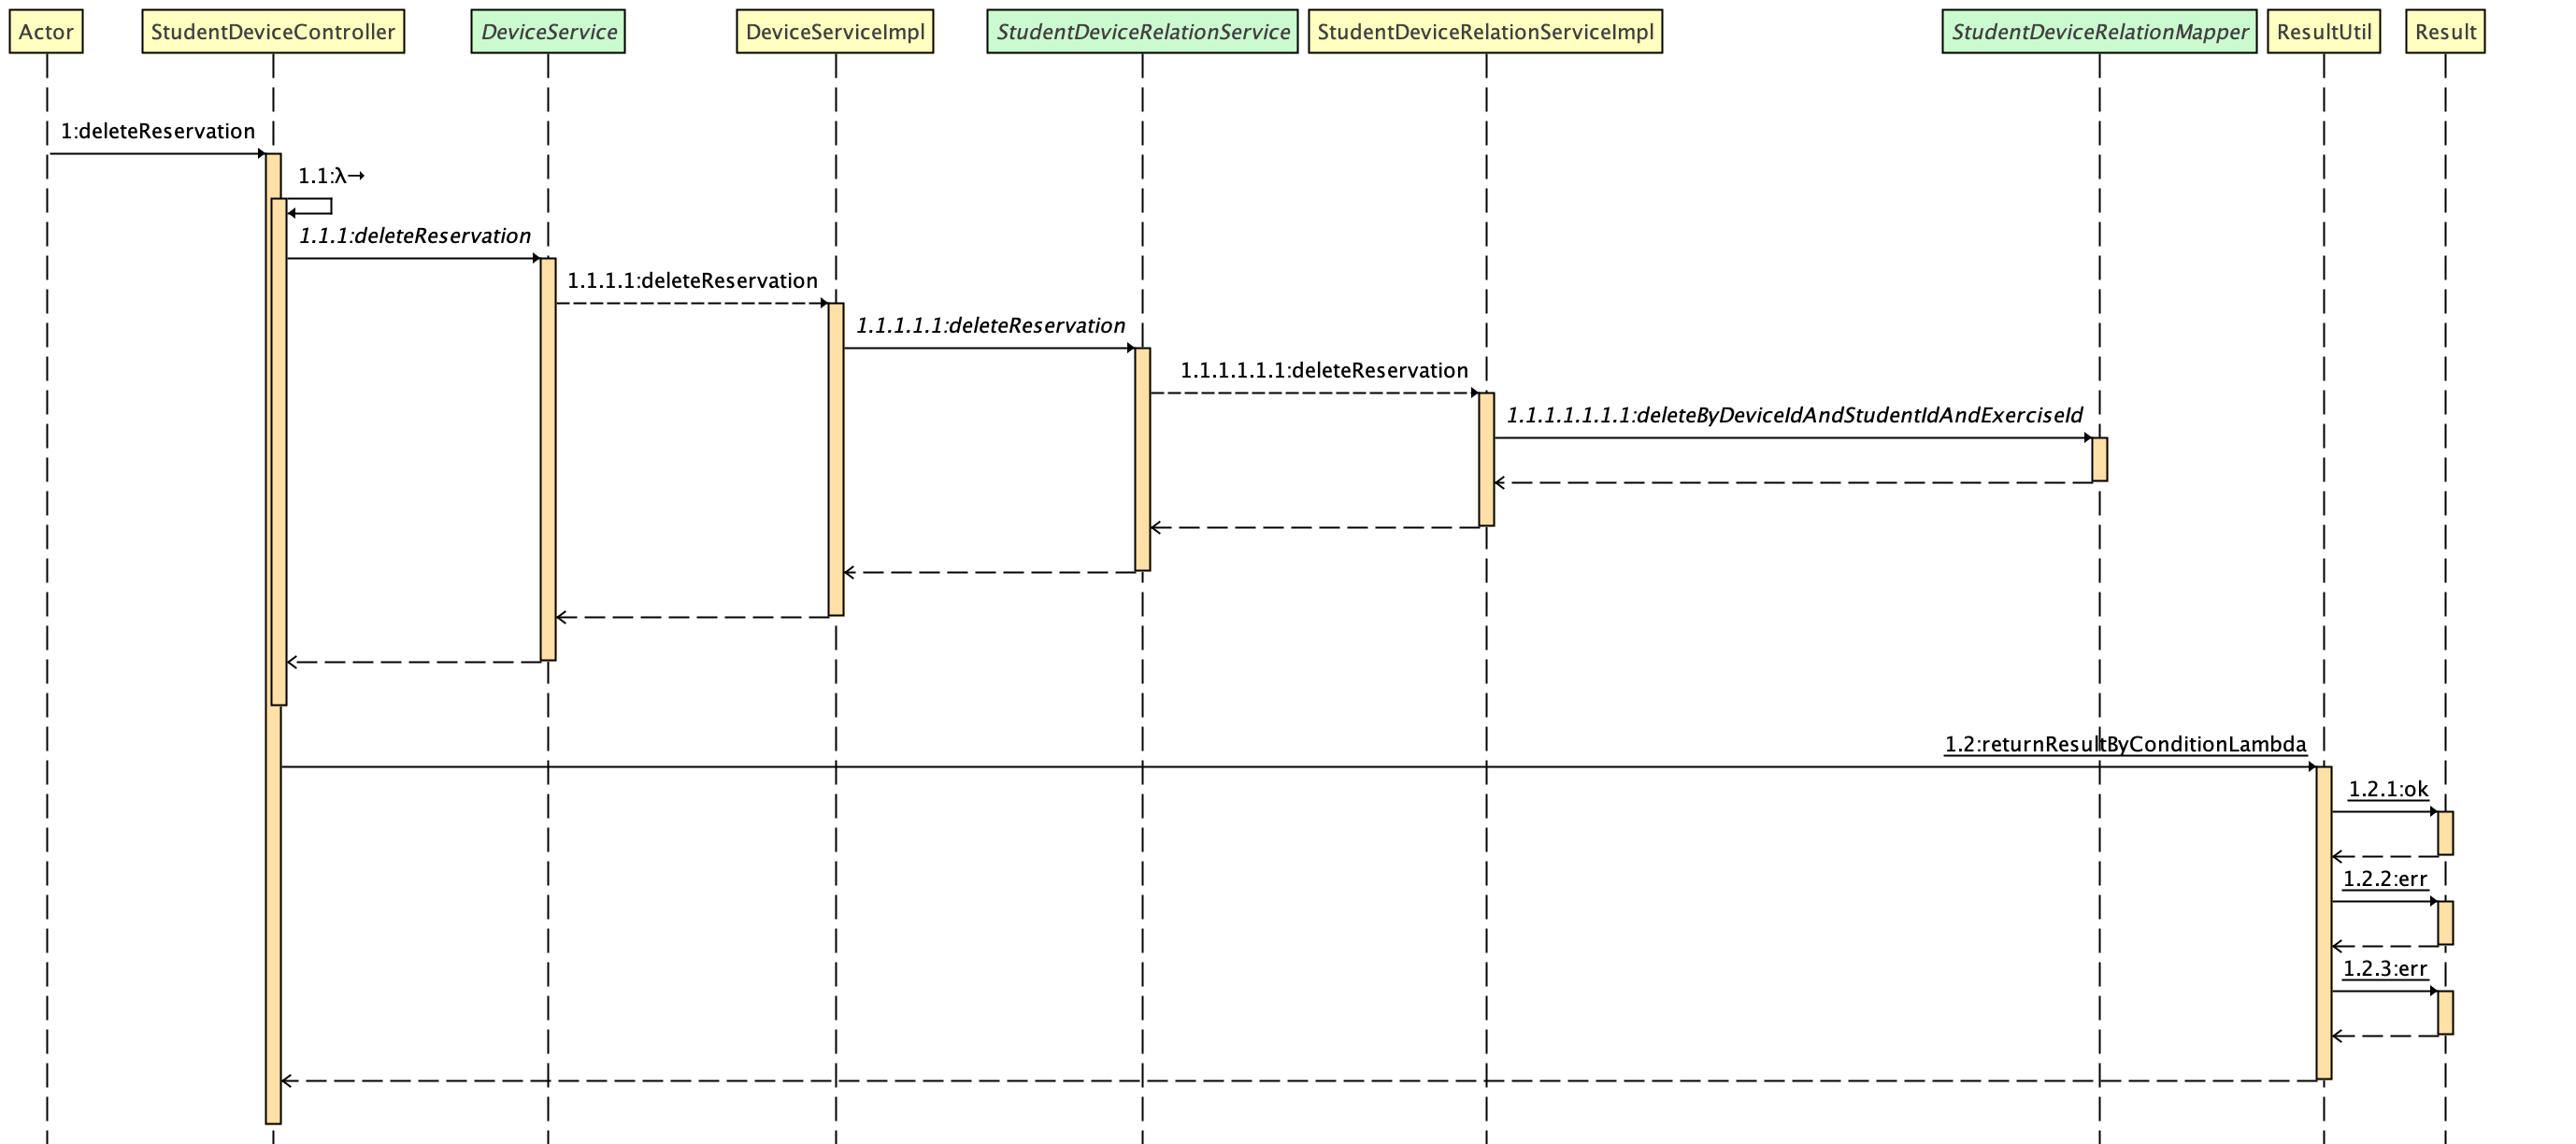 Actor
StudentDeviceController
DeviceService
DeviceServiceImpl
StudentDeviceRelationService
StudentDeviceRelationServiceImpl
StudentDeviceRelationMapper
ResultUtil
Result
1:deleteReservation
1.1:λ→
1.1.1:deleteReservation
1.1.1.1:deleteReservation
1.1.1.1.1:deleteReservation
1.1.1.1.1.1:deleteReservation
1.1.1.1.1.1.1:deleteByDeviceIdAndStudentIdAndExerciseId
1.2:returnResultByConditionLambda
1.2.1:ok
1.2.2:err
1.2.3:err